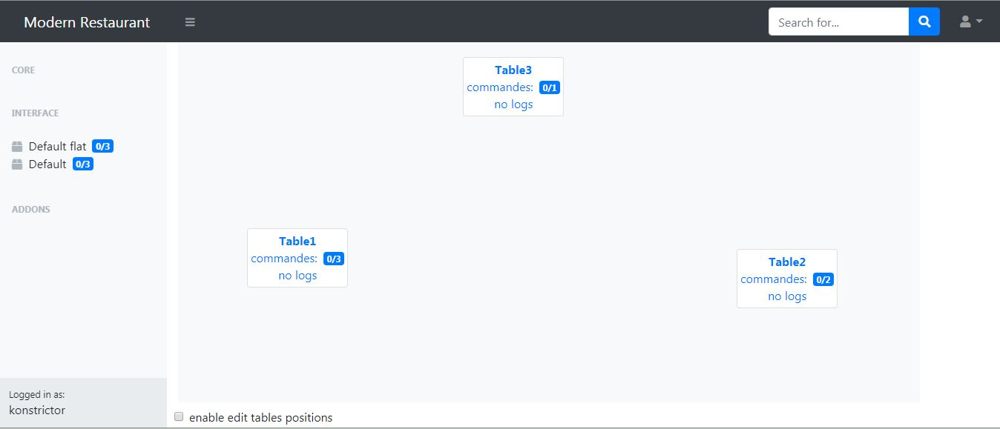 Modern Restaurant
Search for...
CORE
INTERFACE
Default flat 0/3
Default 0/3
ADDONS
Logged in as:
konstrictor
Table3
commandes: 0/1
no logs
Table1
commandes: 0/3
no logs
Table2
commandes: 0/2
no logs
enable edit tables positions